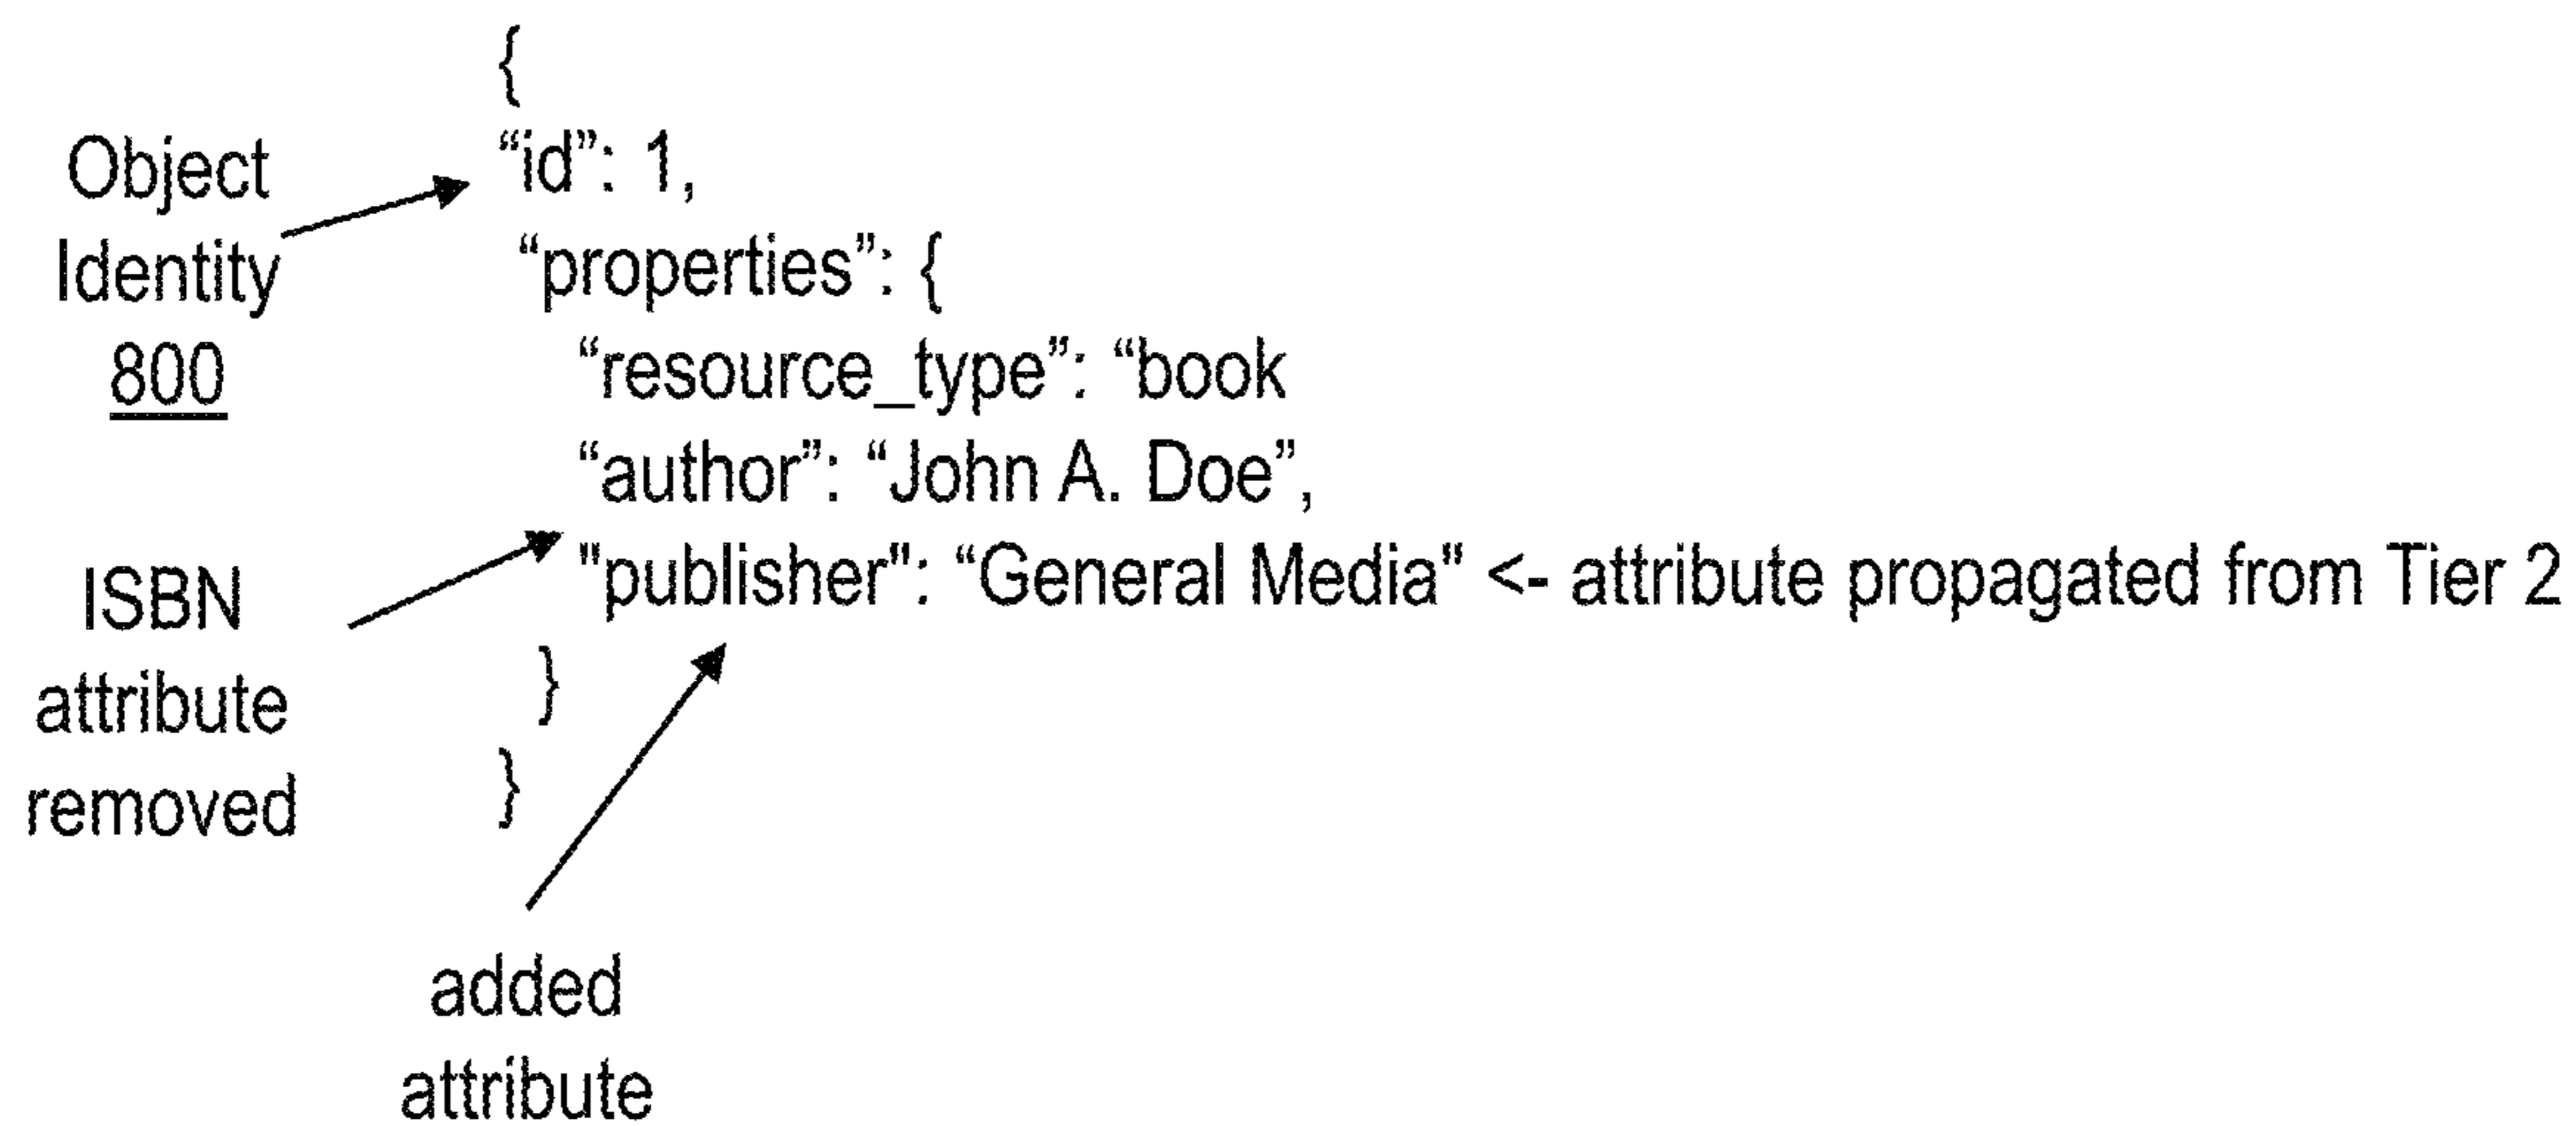 Object
Identity
800
ISBN
attribute
removed
{
“id”: 1,
“properties”: {
“resource_type”: “book
“author”: “John A. Doe”,
"publisher": “General Media" <- attribute propagated from Tier 2
}
}
added
attribute